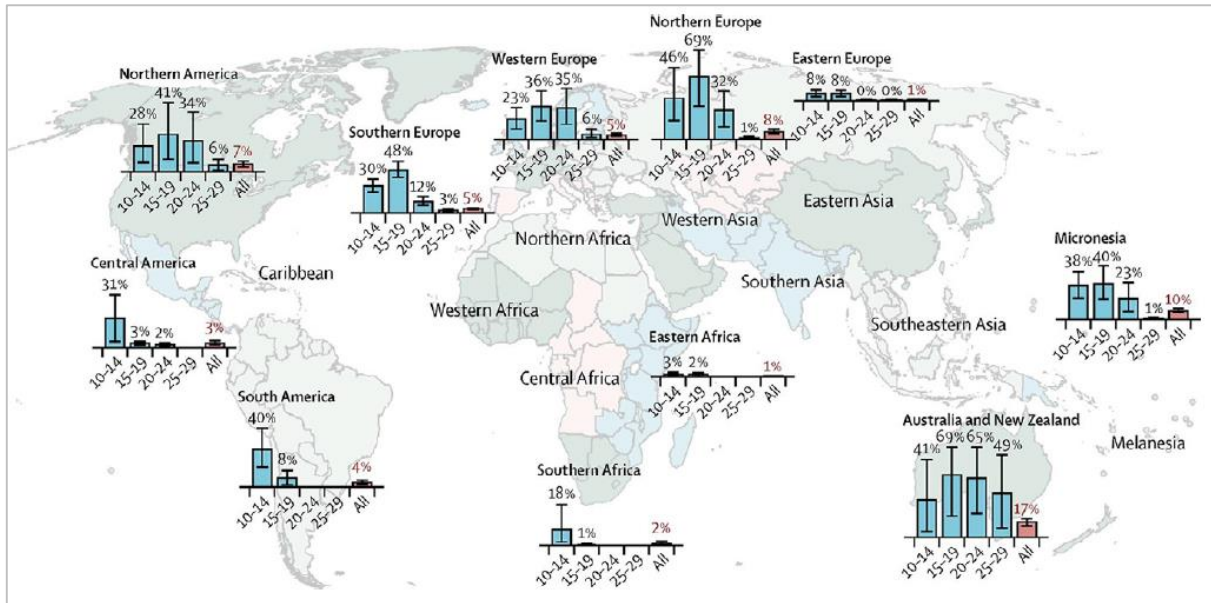 Northern America
28% 41% 34% 6% 7%
10–14 15–19 20–24 25–29 All
Southern Europe
30% 48% 12% 3% 5%
10–14 15–19 20–24 25–29 All
Western Europe
23% 36% 35% 6% 5%
10–14 15–19 20–24 25–29 All
Northern Europe
46% 69% 32% 1% 8%
10–14 15–19 20–24 25–29 All
Eastern Europe
8% 8% 0% 0% 1%
10–14 15–19 20–24 25–29 All
Western Asia
Eastern Asia
Northern Africa
Central America
31% 3% 2% 3%
10–14 15–19 20–24 25–29 All
Caribbean
Western Africa
Southern Asia
Southeastern Asia
Micronesia
38% 40% 23% 1% 10%
10–14 15–19 20–24 25–29 All
Eastern Africa
3% 2% 1%
10–14 15–19 20–24 25–29 All
Central Africa
South America
40% 8% 4%
10–14 15–19 20–24 25–29 All
Southern Africa
18% 1% 2%
10–14 15–19 20–24 25–29 All
Australia and New Zealand
41% 69% 65% 49% 17%
10–14 15–19 20–24 25–29 All
Melanesia